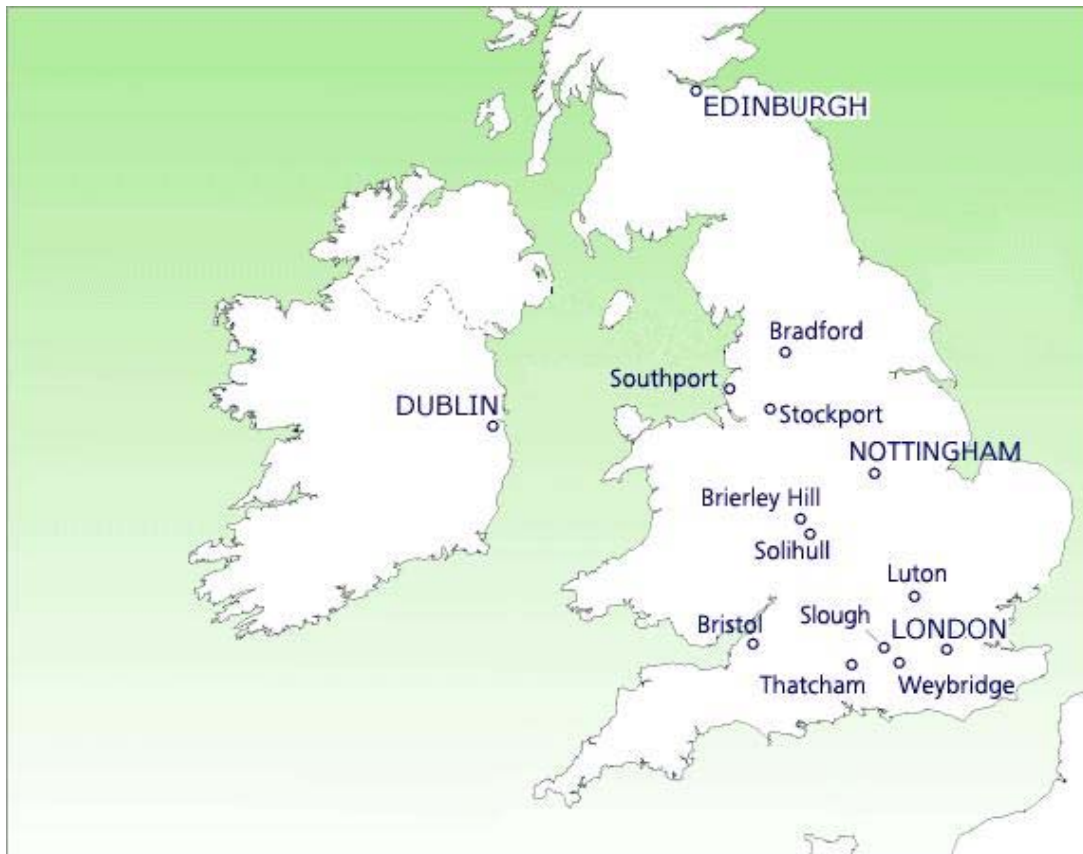 EDINBURGH
Bradford
Southport
DUBLIN
Stockport
NOTTINGHAM
Brierley Hill
Solihull
Luton
Slough
Bristol
LONDON
Thatcham
Weybridge